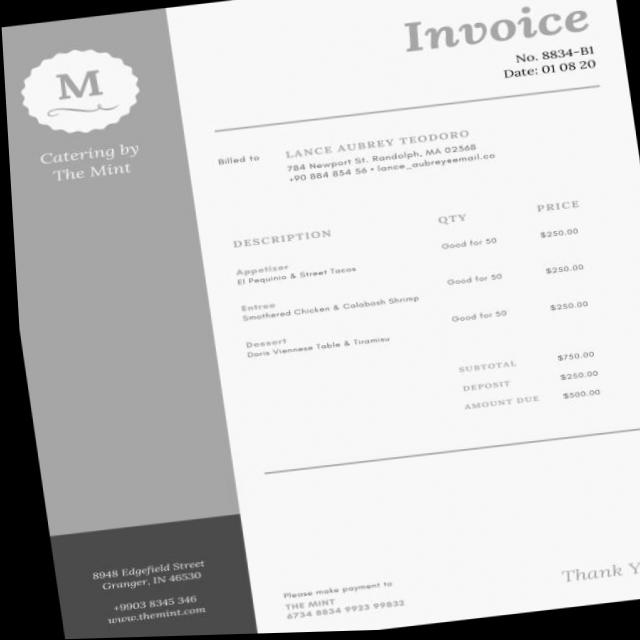 M
Catering by
The Mint
Invoice
No. 8834-B1
Date: 01 08 20
Billed to
LANCE AUBREY TEODORO
784 Newport St. Randolph, MA 02368
+90 884 854 56 • lance_aubrey@email.co
DESCRIPTION QTY PRICE
Appetizer
El Pequinia & Street Tacos Good for 50 $250.00
Entree
Smothered Chicken & Calabash Shrimp Good for 50 $250.00
Dessert
Doris Viennese Table & Tiramisu Good for 50 $250.00
SUBTOTAL $750.00
DEPOSIT $250.00
AMOUNT DUE $500.00
8948 Edgefield Street
Granger, IN 46530
+9903 8345 346
www.themint.com
Please make payment to
THE MINT
6734 8834 9923 99832
Thank Y